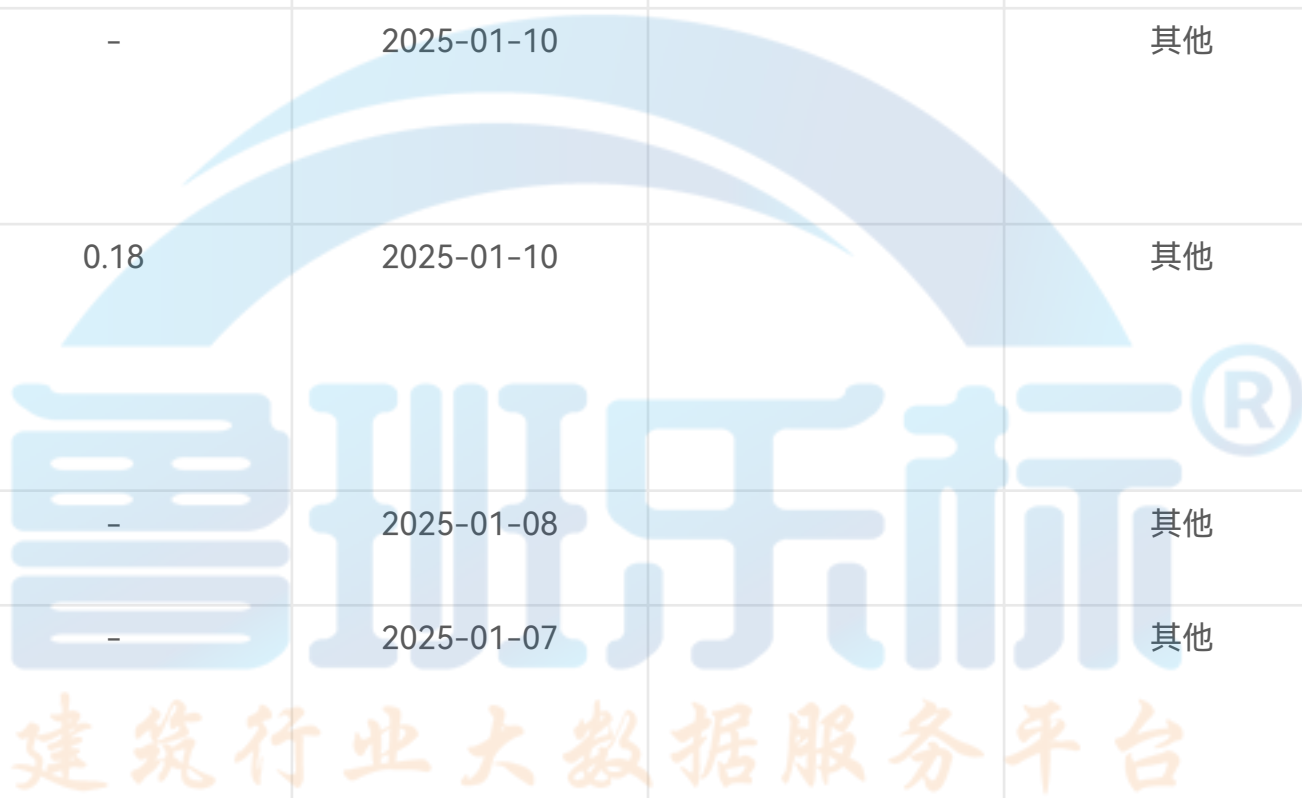 - 2025-01-10 其他
0.18 2025-01-10 其他
鲁班乐标®
- 2025-01-08 其他
- 2025-01-07 其他
建筑行业大数据服务平台